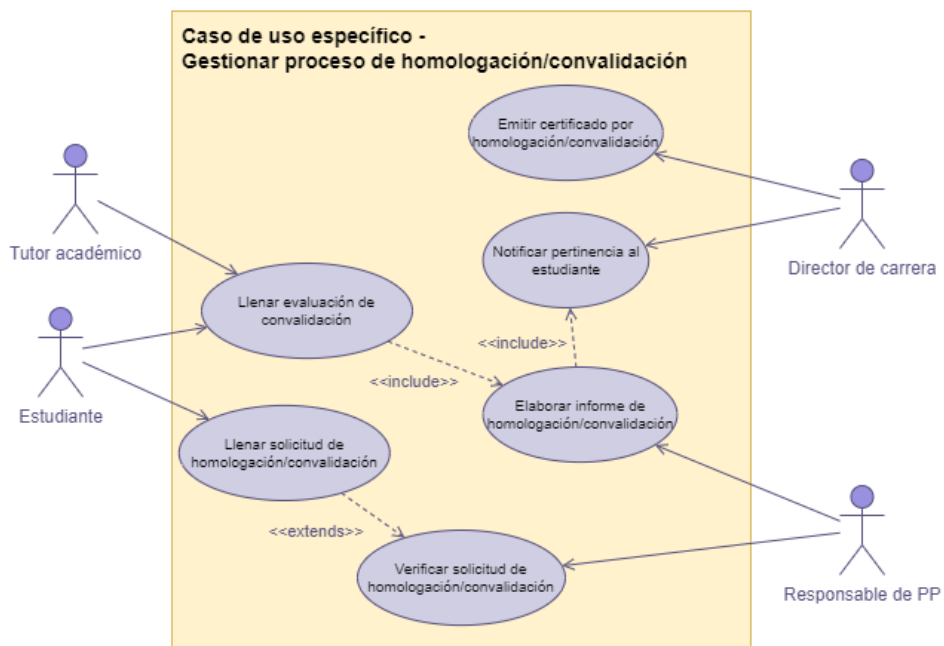 Caso de uso específico -
Gestionar proceso de homologación/convalidación
Emitir certificado por
homologación/convalidación
Tutor académico
Notificar pertinencia al
estudiante
Director de carrera
Llenar evaluación de
convalidación
<<include>>
<<include>>
Estudiante
Elaborar informe de
homologación/convalidación
Llenar solicitud de
homologación/convalidación
<<extends>>
Verificar solicitud de
homologación/convalidación
Responsable de PP